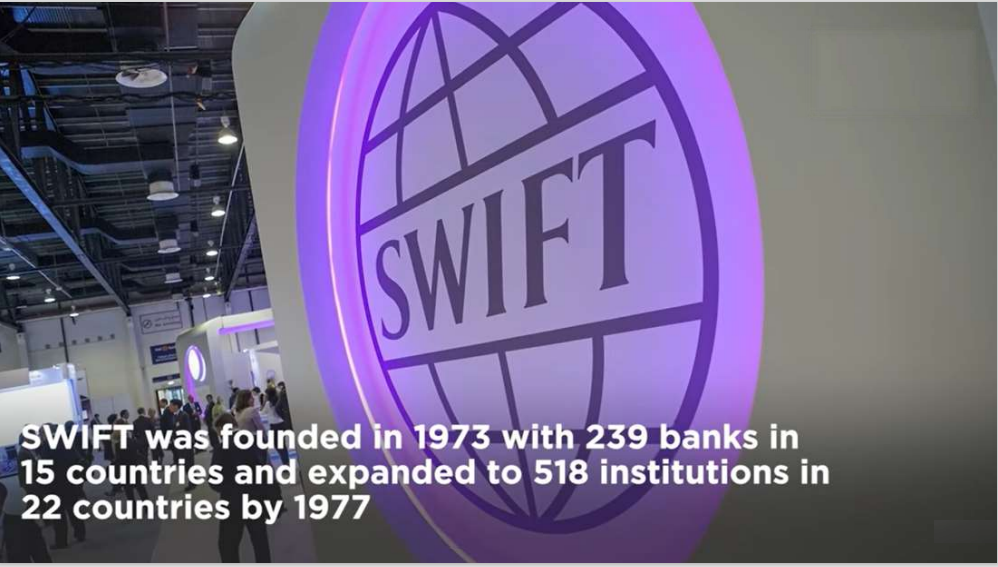 SWIFT
SWIFT was founded in 1973 with 239 banks in
15 countries and expanded to 518 institutions in
22 countries by 1977